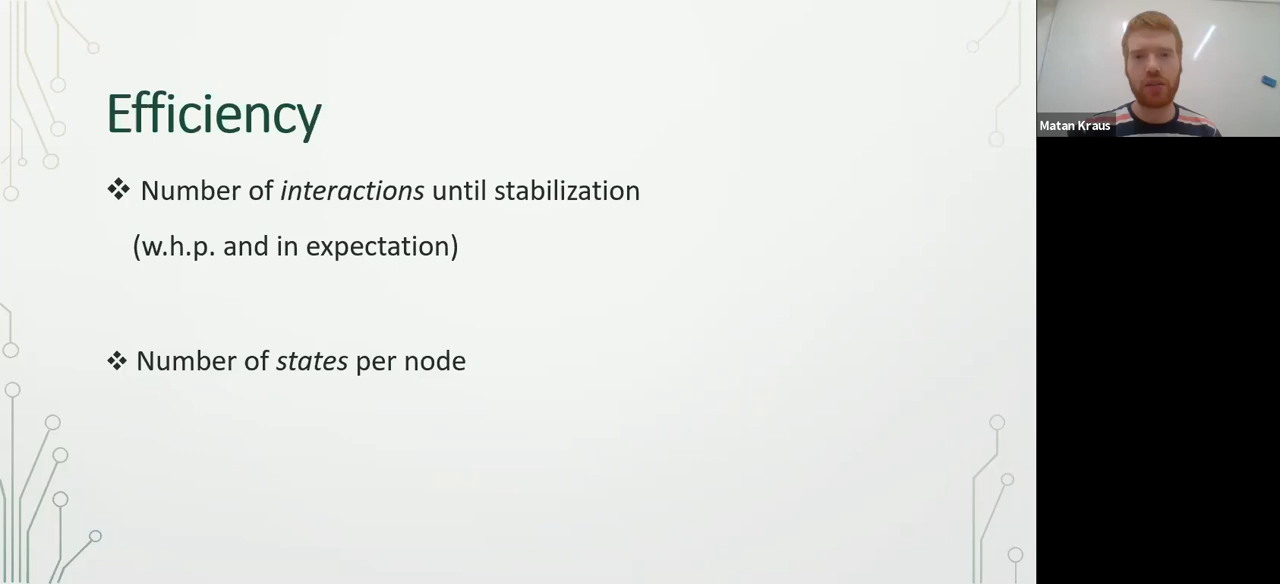 Efficiency
❖ Number of interactions until stabilization
(w.h.p. and in expectation)
❖ Number of states per node
Matan Kraus